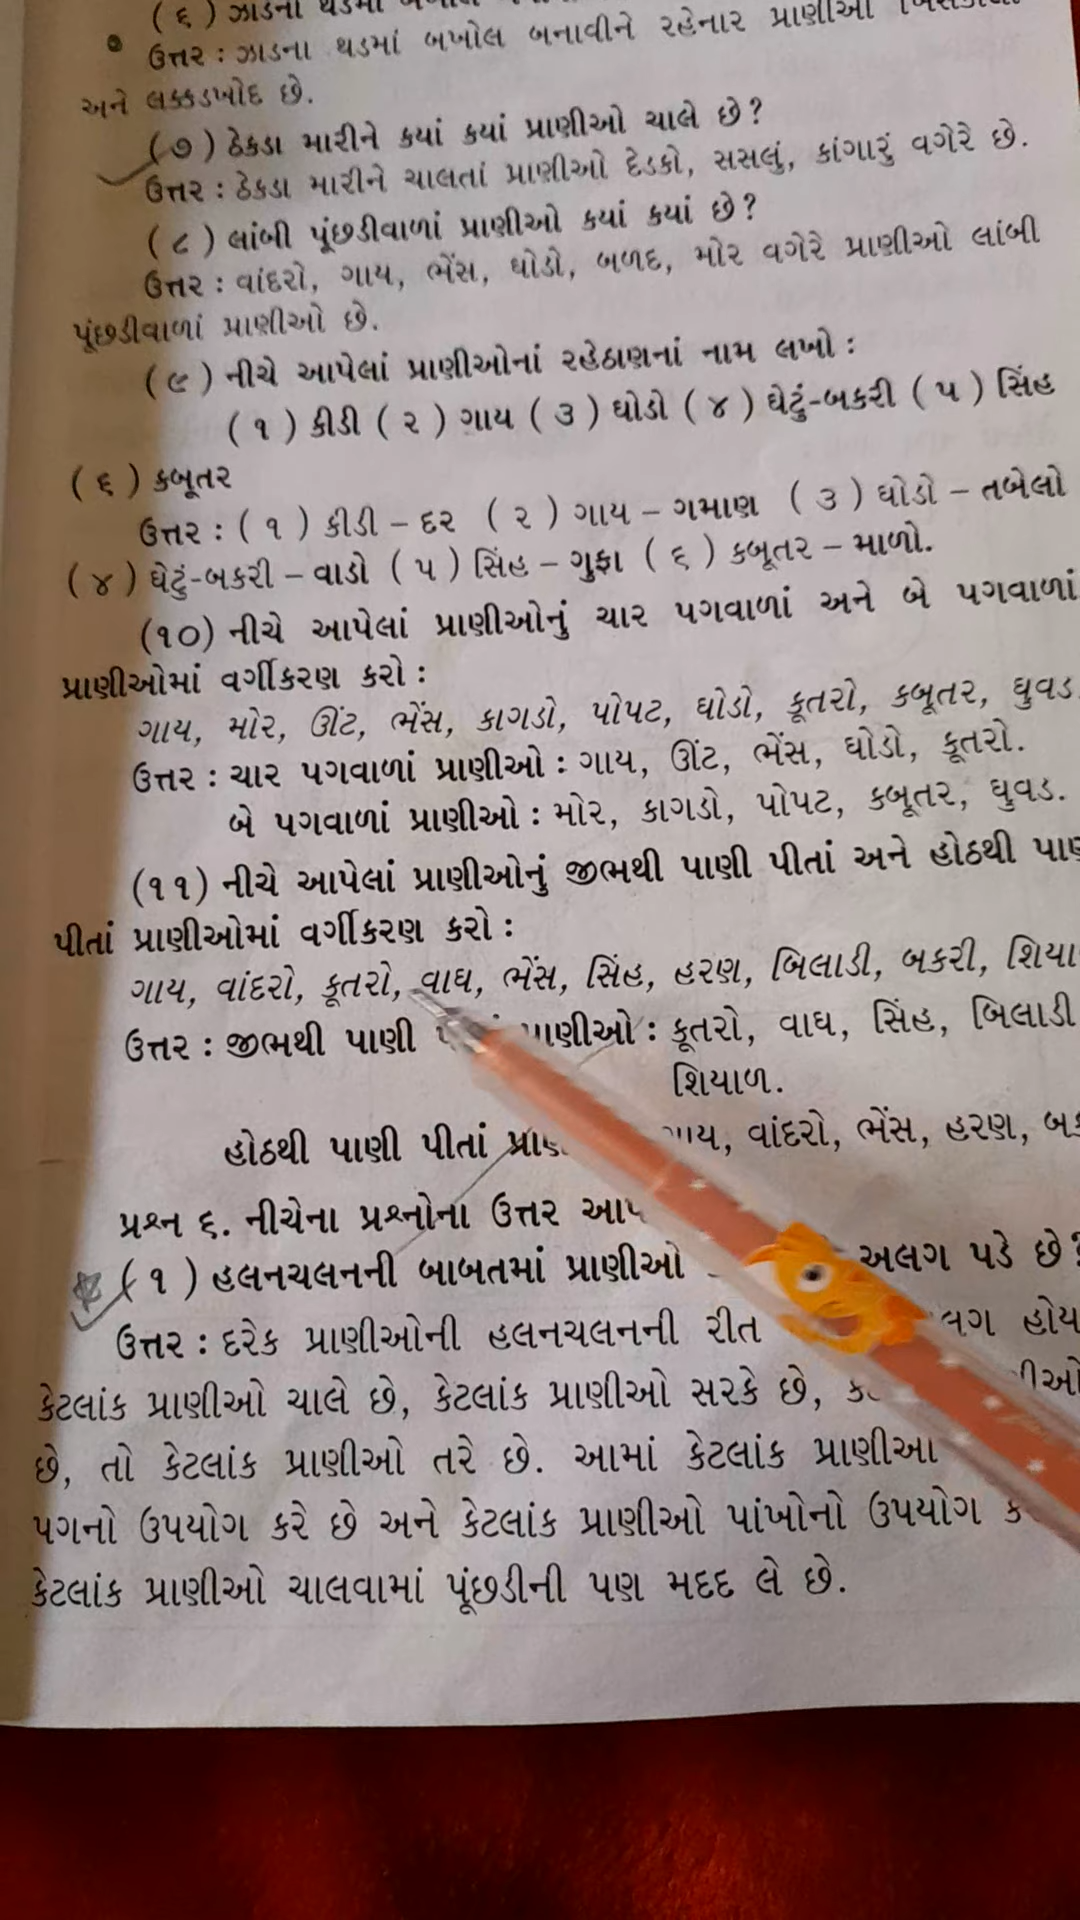 (૬) ઝાડના થડમાં
ઉત્તર : ઝાડના થડમાં બખોલ બનાવીને રહેનાર પ્રાણીઓ
અને લક્કડખોદ છે.
(૭) ઠેકડા મારીને કયાં કયાં પ્રાણીઓ ચાલે છે?
ઉત્તર : ઠેકડા મારીને ચાલતાં પ્રાણીઓ દેડકો, સસલું, કાંગારું વગેરે છે.
(૮) લાંબી પૂંછડીવાળાં પ્રાણીઓ કયાં કયાં છે?
ઉત્તર : વાંદરો, ગાય, ભેંસ, ઘોડો, બળદ, મોર વગેરે પ્રાણીઓ લાંબી
પૂંછડીવાળાં પ્રાણીઓ છે.
(૯) નીચે આપેલાં પ્રાણીઓનાં રહેઠાણનાં નામ લખો :
(૧) કીડી (૨) ગાય (૩) ઘોડો (૪) ઘેટું-બકરી (૫) સિંહ
(૬) કબૂતર
ઉત્તર : (૧) કીડી – દર (૨) ગાય – ગમાણ (૩) ઘોડો – તબેલો
(૪) ઘેટું-બકરી – વાડો (૫) સિંહ – ગુફા (૬) કબૂતર – માળો.
(૧૦) નીચે આપેલાં પ્રાણીઓનું ચાર પગવાળાં અને બે પગવાળાં
પ્રાણીઓમાં વર્ગીકરણ કરો :
ગાય, મોર, ઊંટ, ભેંસ, કાગડો, પોપટ, ઘોડો, કૂતરો, કબૂતર, ઘુવડ.
ઉત્તર : ચાર પગવાળાં પ્રાણીઓ : ગાય, ઊંટ, ભેંસ, ઘોડો, કૂતરો.
બે પગવાળાં પ્રાણીઓ : મોર, કાગડો, પોપટ, કબૂતર, ઘુવડ.
(૧૧) નીચે આપેલાં પ્રાણીઓનું જીભથી પાણી પીતાં અને હોઠથી
પીતાં પ્રાણીઓમાં વર્ગીકરણ કરો :
ગાય, વાંદરો, કૂતરો, વાઘ, ભેંસ, સિંહ, હરણ, બિલાડી, બકરી,
ઉત્તર : જીભથી પાણી પ્રાણીઓ : કૂતરો, વાઘ, સિંહ, બિલાડી
શિયાળ.
હોઠથી પાણી પીતાં ગાય, વાંદરો, ભેંસ, હરણ,
પ્રશ્ન ૬. નીચેના પ્રશ્નોના ઉત્તર
(૧) હલનચલનની બાબતમાં પ્રાણીઓ અલગ પડે છે?
ઉત્તર : દરેક પ્રાણીઓની હલનચલનની રીત
કેટલાંક પ્રાણીઓ ચાલે છે, કેટલાંક પ્રાણીઓ સરકે છે,
છે, તો કેટલાંક પ્રાણીઓ તરે છે. આમાં કેટલાંક
પગનો ઉપયોગ કરે છે અને કેટલાંક પ્રાણીઓ પાંખોનો ઉપયોગ
કેટલાંક પ્રાણીઓ ચાલવામાં પૂંછડીની પણ મદદ લે છે.